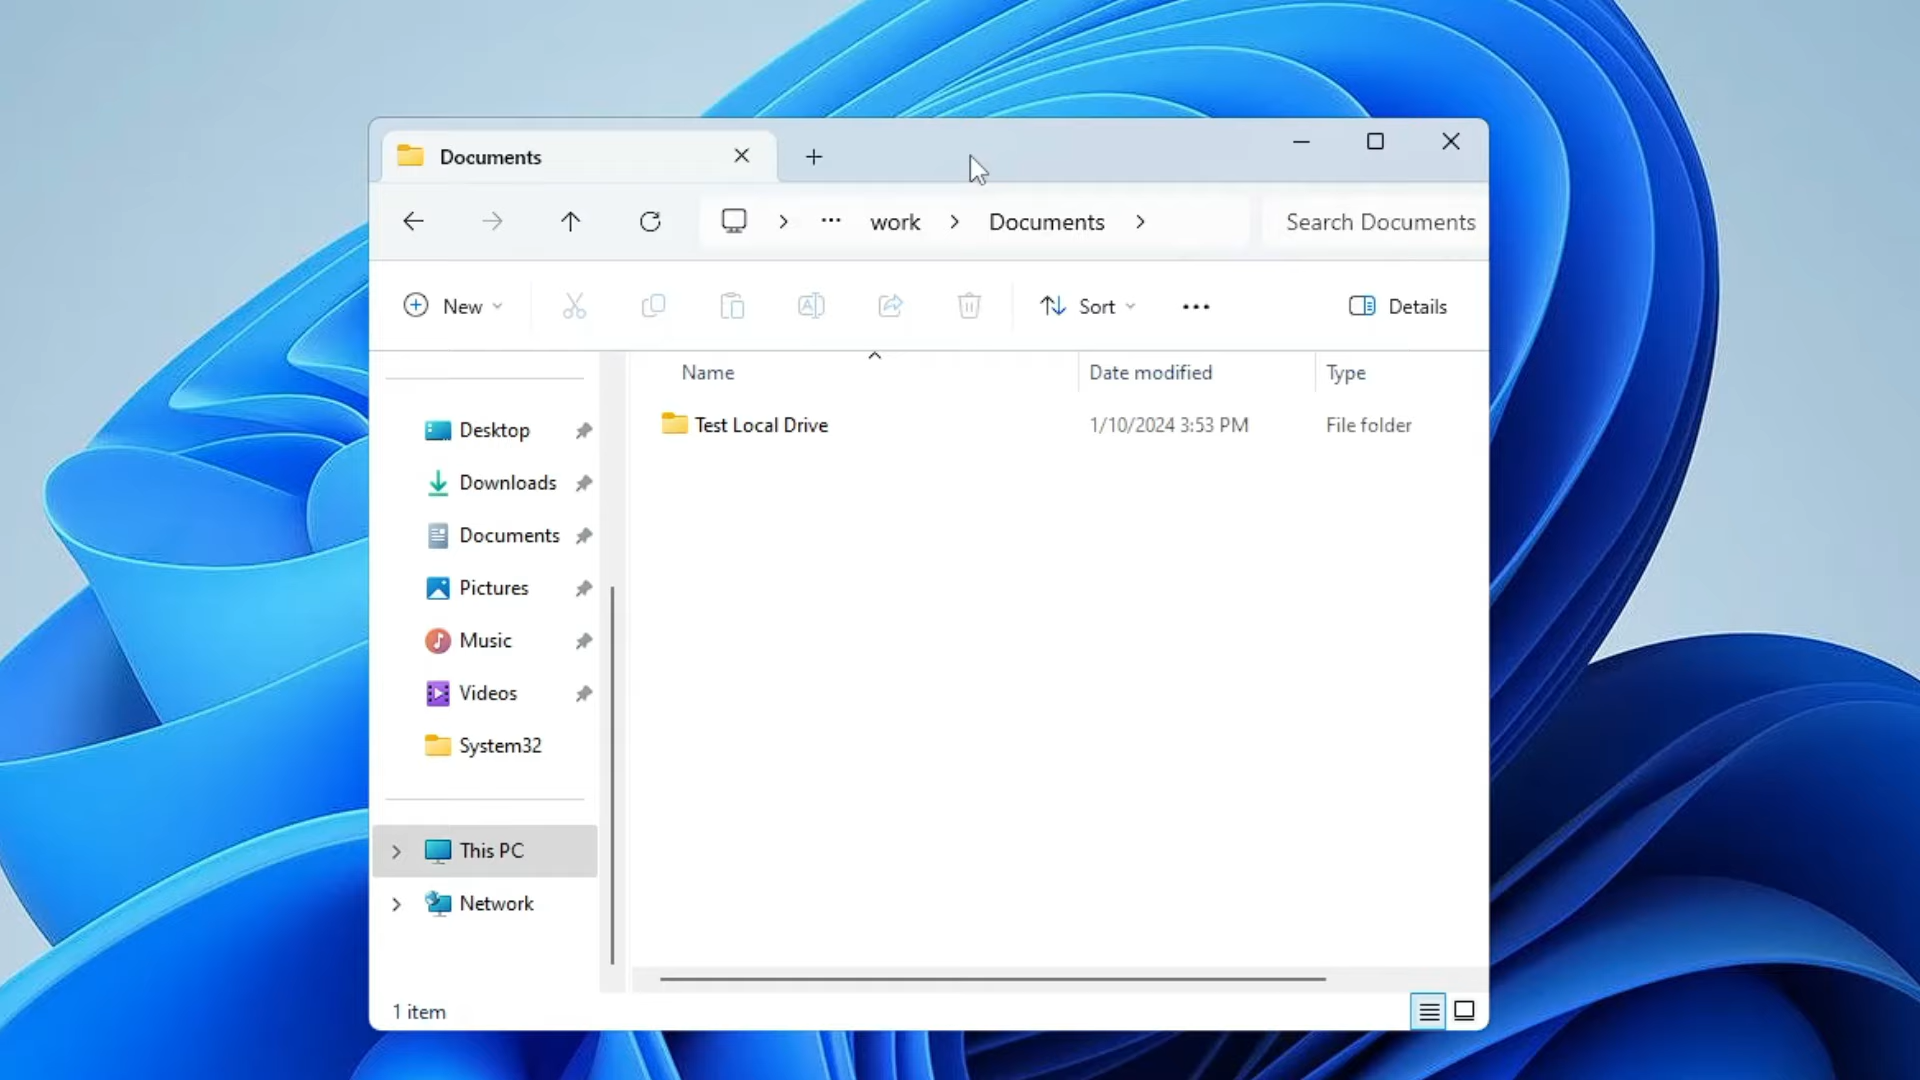 Documents
work > Documents >
Search Documents
New
Sort
Details
Name
Date modified
Type
Test Local Drive
1/10/2024 3:53 PM
File folder
Desktop
Downloads
Documents
Pictures
Music
Videos
System32
This PC
Network
1 item